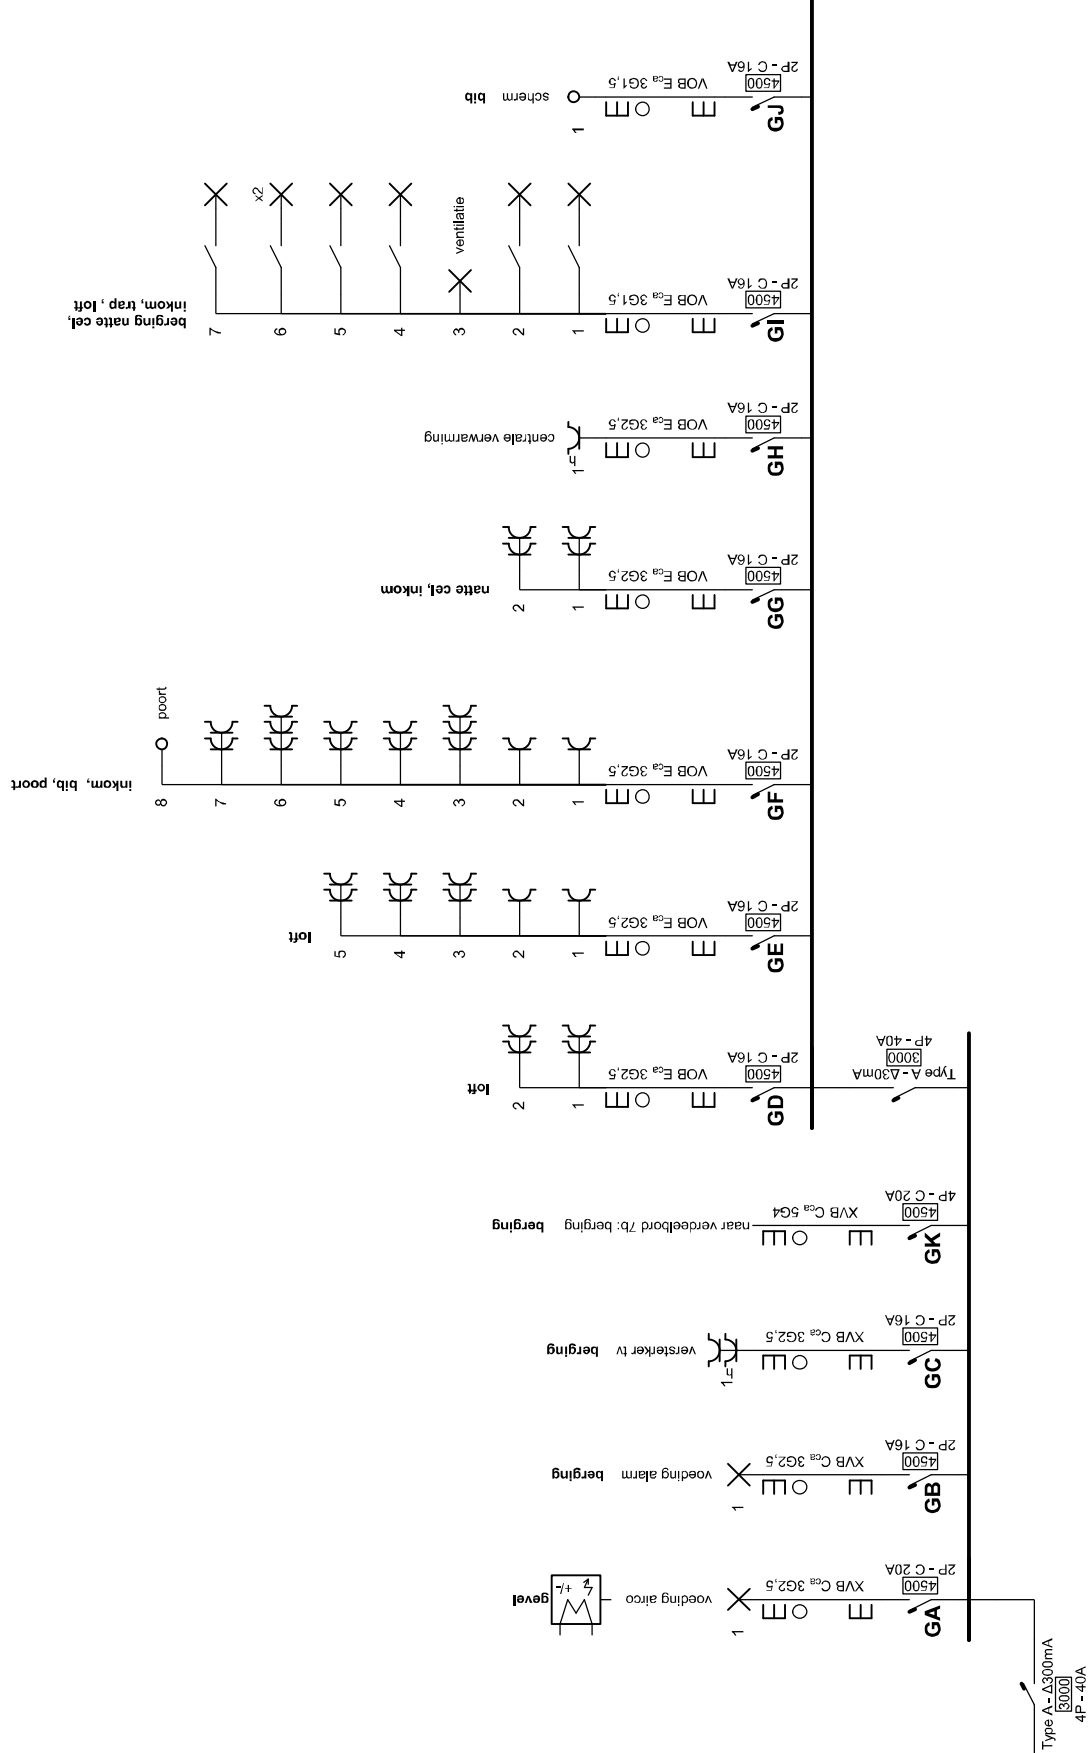 2P - C 16A
4500
GJ
VOB Eca 3G1,5
1
scherm bib
2P - C 16A
4500
GI
VOB Eca 3G1,5
1
2
3
ventilatie
4
5
6
x2
7
berging natte cel,
inkom, trap , loft
2P - C 16A
4500
GH
VOB Eca 3G2,5
1
centrale verwarming
2P - C 16A
4500
GG
VOB Eca 3G2,5
1
2
natte cel, inkom
2P - C 16A
4500
GF
VOB Eca 3G2,5
1
2
3
4
5
6
7
8
poort
inkom, bib, poort
2P - C 16A
4500
GE
VOB Eca 3G2,5
1
2
3
4
5
loft
2P - C 16A
4500
GD
VOB Eca 3G2,5
1
2
loft
4P - 40A
3000
Type A - Δ30mA
4P - C 20A
4500
GK
XVB Cca 5G4
naar verdeelbord 7b: berging berging
2P - C 16A
4500
GC
XVB Cca 3G2,5
1
versterker tv berging
2P - C 16A
4500
GB
XVB Cca 3G2,5
1
voeding alarm berging
2P - C 20A
4500
GA
XVB Cca 3G2,5
1
voeding airco gevel
+/-
Type A - Δ300mA
3000
4P - 40A